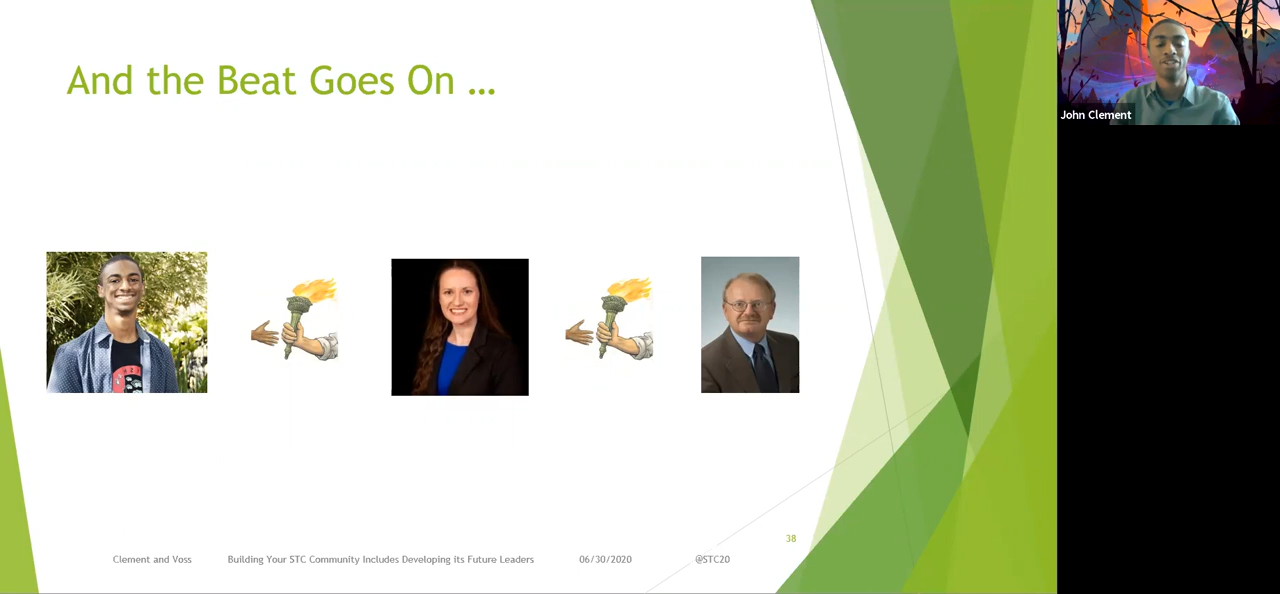 And the Beat Goes On …
John Clement
38
Clement and Voss Building Your STC Community Includes Developing its Future Leaders 06/30/2020 @STC20